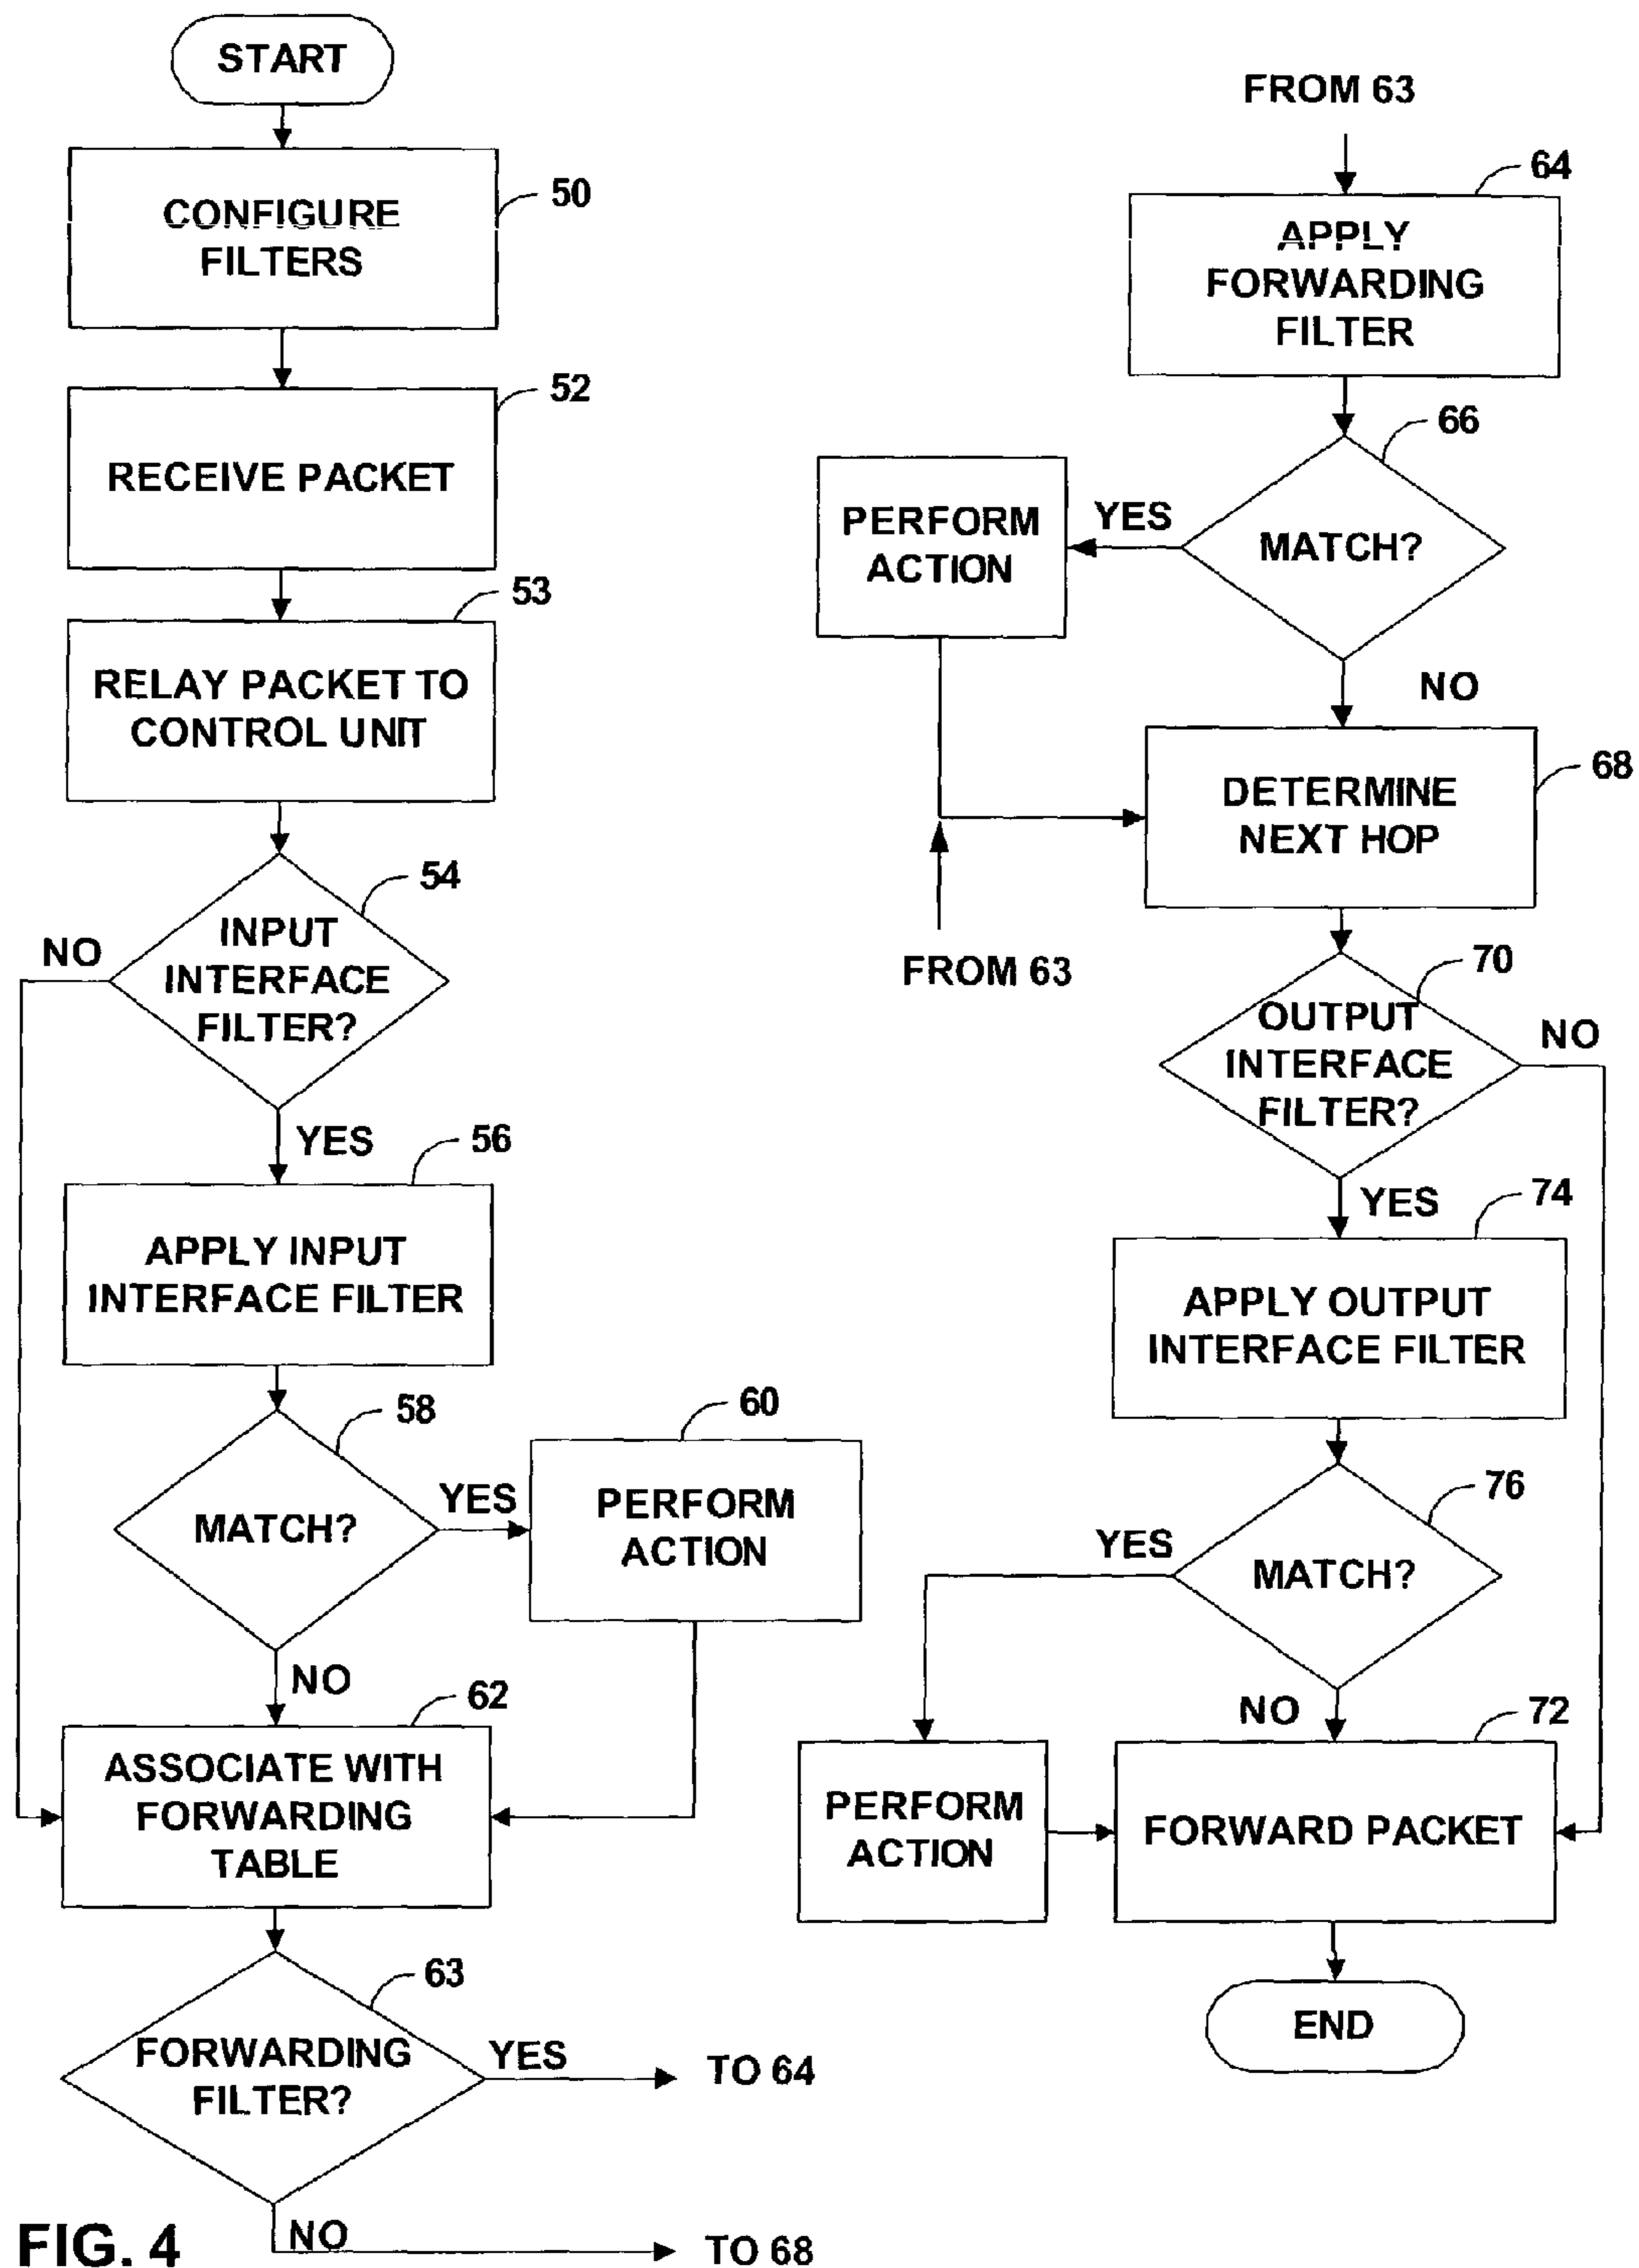 START
50
CONFIGURE
FILTERS
52
RECEIVE PACKET
53
RELAY PACKET TO
CONTROL UNIT
54
NO
INPUT
INTERFACE
FILTER?
YES
56
APPLY INPUT
INTERFACE FILTER
58
60
MATCH?
YES
PERFORM
ACTION
NO
62
ASSOCIATE WITH
FORWARDING
TABLE
63
FORWARDING
FILTER?
YES
TO 64
NO
TO 68
FIG. 4
FROM 63
64
APPLY
FORWARDING
FILTER
66
PERFORM
ACTION
YES
MATCH?
NO
68
DETERMINE
NEXT HOP
FROM 63
70
OUTPUT
INTERFACE
FILTER?
NO
YES
74
APPLY OUTPUT
INTERFACE FILTER
76
YES
MATCH?
NO
72
PERFORM
ACTION
FORWARD PACKET
END